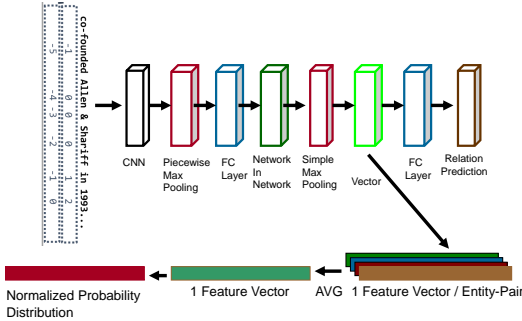 co-founded Allen & Shariff in 1993...
-1 0 0 0 1 2
-5 -4 -3 -2 -1 0
CNN
Piecewise
Max
Pooling
FC
Layer
Network
In
Network
Simple
Max
Pooling
Vector
FC
Layer
Relation
Prediction
Normalized Probability
Distribution
1 Feature Vector
AVG
1 Feature Vector / Entity-Pair